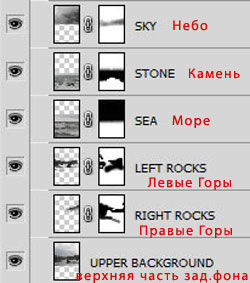 SKY Небо
STONE Камень
SEA Море
LEFT ROCKS
Левые Горы
RIGHT ROCKS
Правые Горы
UPPER BACKGROUND
верхняя часть зад.фона